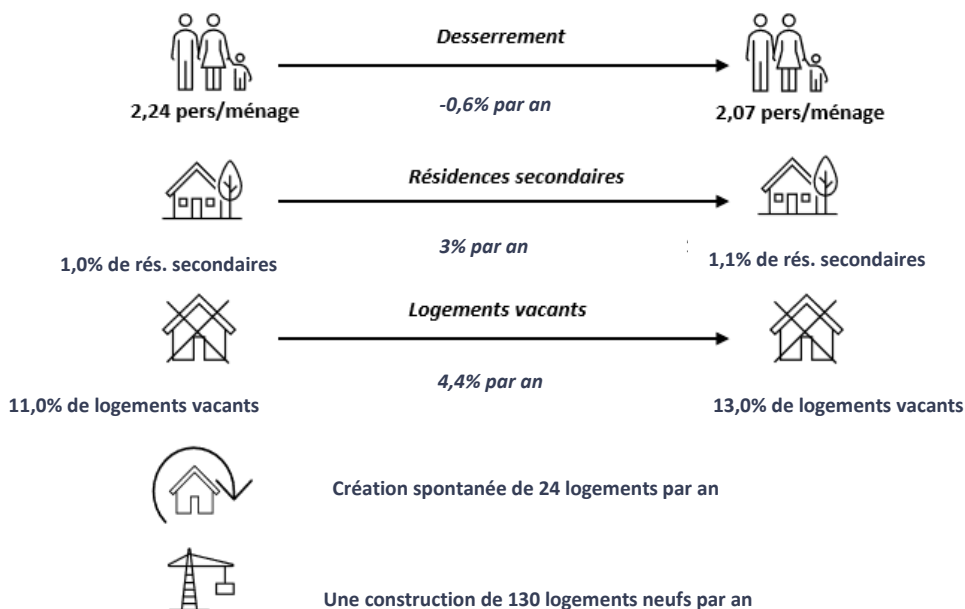 Desserrement
2,24 pers/ménage
-0,6% par an
2,07 pers/ménage
Résidences secondaires
1,0% de rés. secondaires
3% par an
1,1% de rés. secondaires
Logements vacants
11,0% de logements vacants
4,4% par an
13,0% de logements vacants
Création spontanée de 24 logements par an
Une construction de 130 logements neufs par an